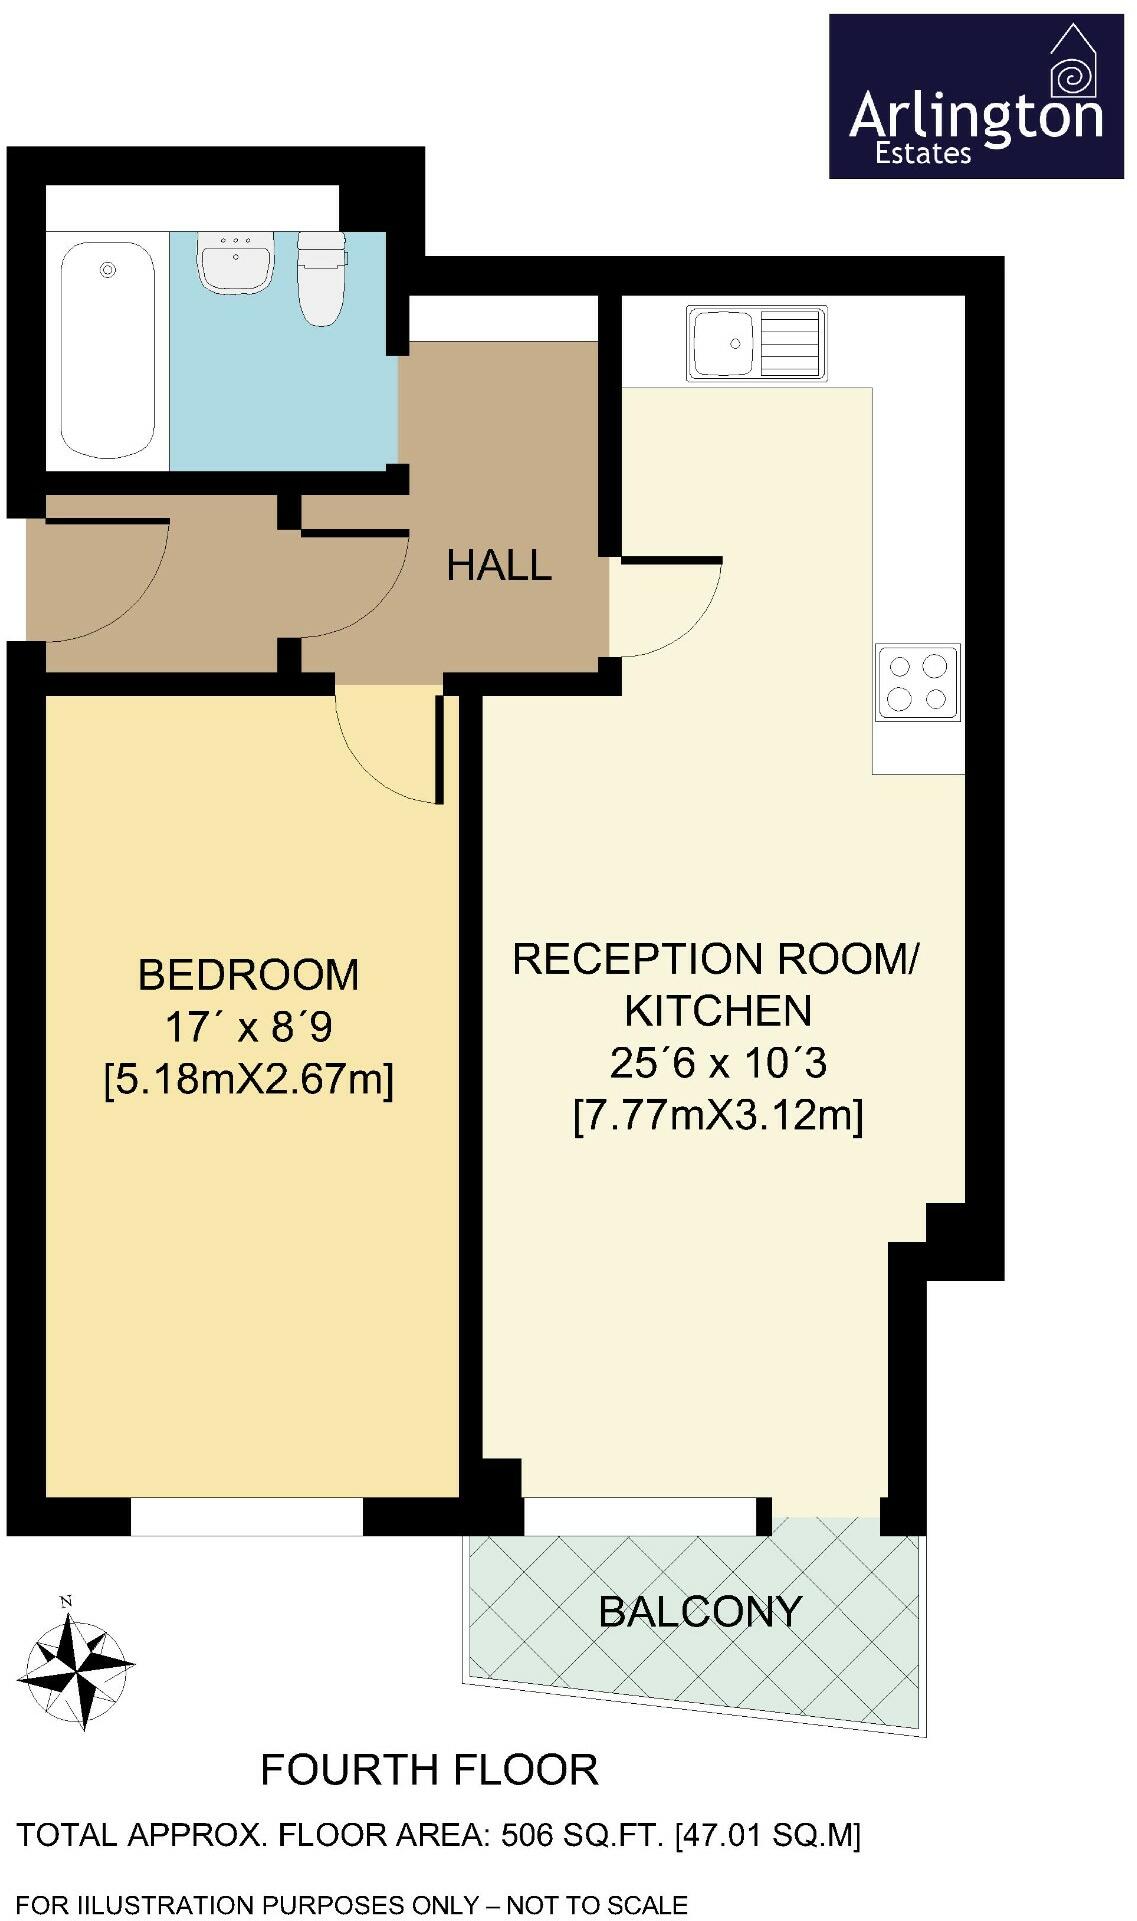 Arlington
Estates
HALL
BEDROOM
17´ x 8´9
[5.18mX2.67m]
RECEPTION ROOM/
KITCHEN
25´6 x 10´3
[7.77mX3.12m]
BALCONY
N
FOURTH FLOOR
TOTAL APPROX. FLOOR AREA: 506 SQ.FT. [47.01 SQ.M]
FOR IILUSTRATION PURPOSES ONLY – NOT TO SCALE